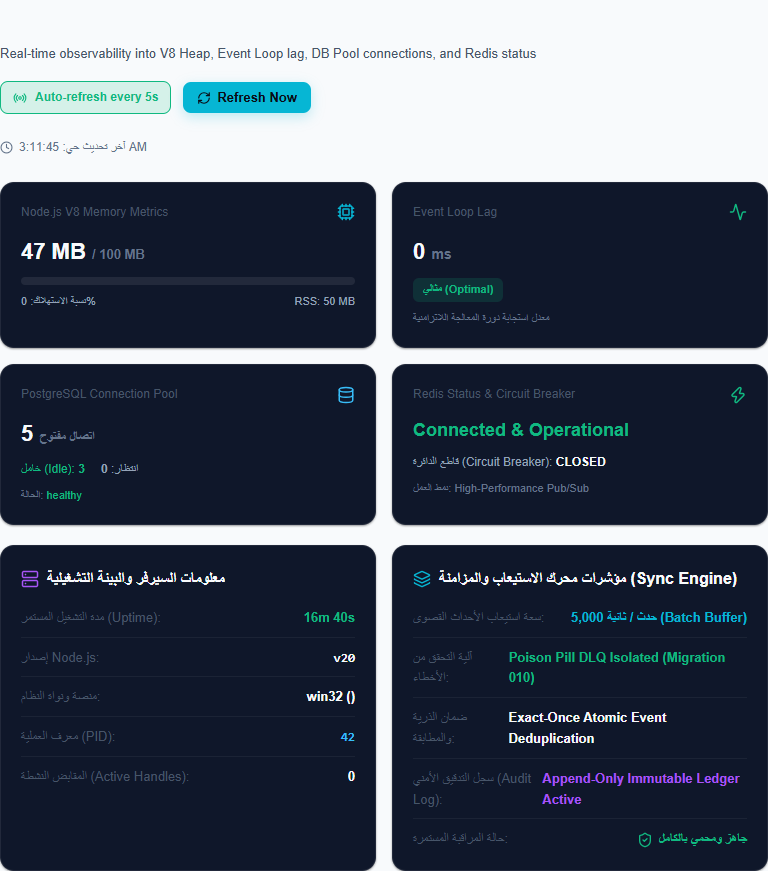 Real-time observability into V8 Heap, Event Loop lag, DB Pool connections, and Redis status
Auto-refresh every 5s
Refresh Now
آخر تحديث حي: 3:11:45 AM
Node.js V8 Memory Metrics
47 MB / 100 MB
نسبة الاستهلاك: 0%
RSS: 50 MB
Event Loop Lag
0 ms
مثالي (Optimal)
معدل استجابة دورة المعالجة اللاتزامنية
PostgreSQL Connection Pool
5 اتصال مفتوح
خامل (Idle): 3
انتظار: 0
الحالة: healthy
Redis Status & Circuit Breaker
Connected & Operational
قاطع الدائرة (Circuit Breaker): CLOSED
نمط العمل: High-Performance Pub/Sub
معلومات السيرفر والبيئة التشغيلية
مدة التشغيل المستمر (Uptime):
16m 40s
إصدار Node.js:
v20
منصة ونواة النظام:
win32 ()
معرف العملية (PID):
42
المقابض النشطة (Active Handles):
0
مؤشرات محرك الاستيعاب والمزامنة (Sync Engine)
سعة استيعاب الأحداث القصوى:
5,000 حدث / ثانية (Batch Buffer)
آلية التحقق من
الأخطاء:
Poison Pill DLQ Isolated (Migration
010)
ضمان الذرية
والمطابقة:
Exact-Once Atomic Event
Deduplication
سجل التدقيق الأمني (Audit
Log):
Append-Only Immutable Ledger
Active
حالة المراقبة المستمرة:
جاهز ومحمي بالكامل